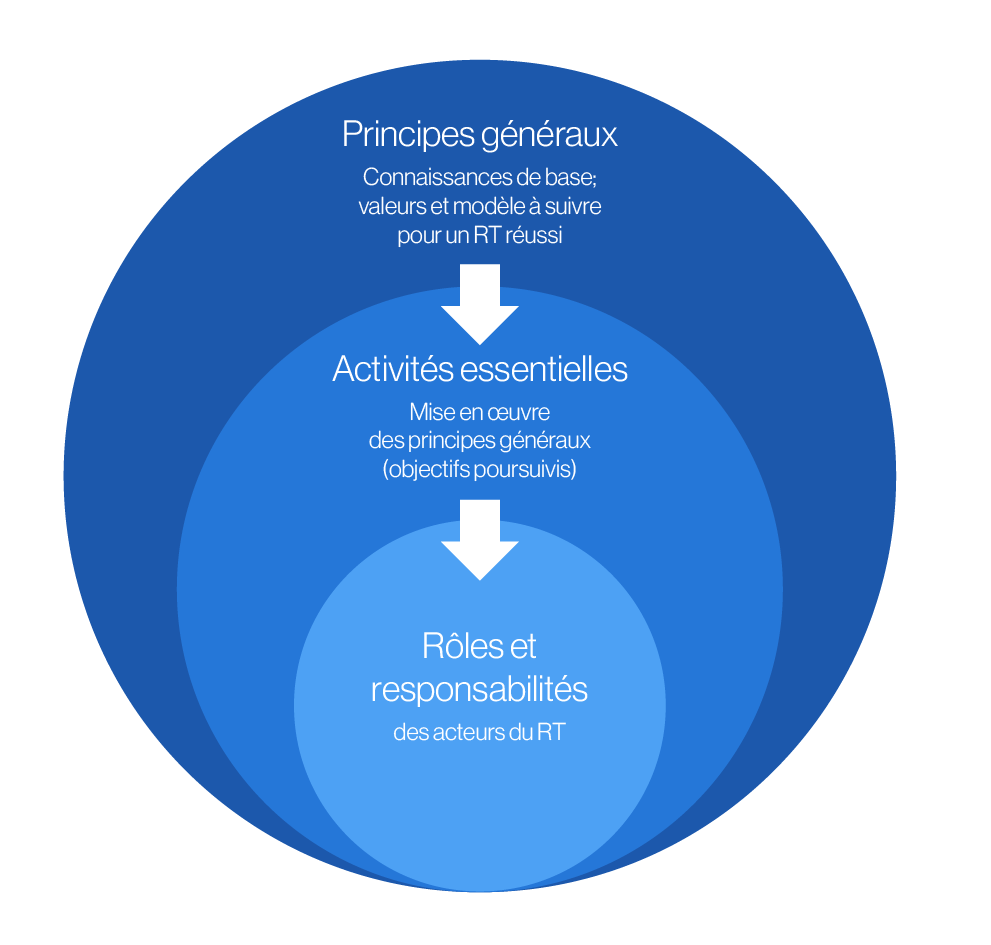 Principes généraux
Connaissances de base;
valeurs et modèle à suivre
pour un RT réussi
Activités essentielles
Mise en œuvre
des principes généraux
(objectifs poursuivis)
Rôles et
responsabilités
des acteurs du RT